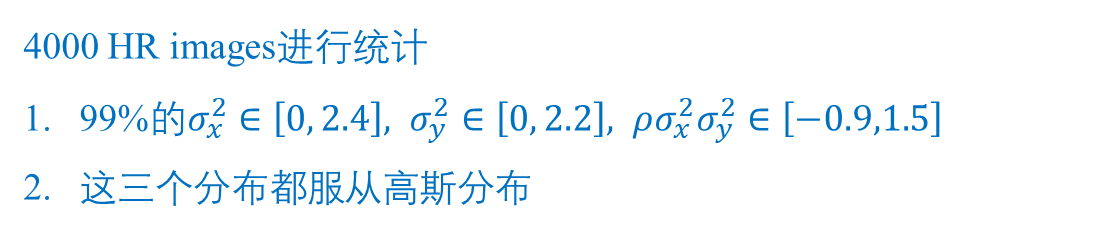 4000 HR images进行统计
1. 99%的σ_x^2 ∈ [0, 2.4], σ_y^2 ∈ [0, 2.2], ρσ_x^2σ_y^2 ∈ [−0.9,1.5]
2. 这三个分布都服从高斯分布